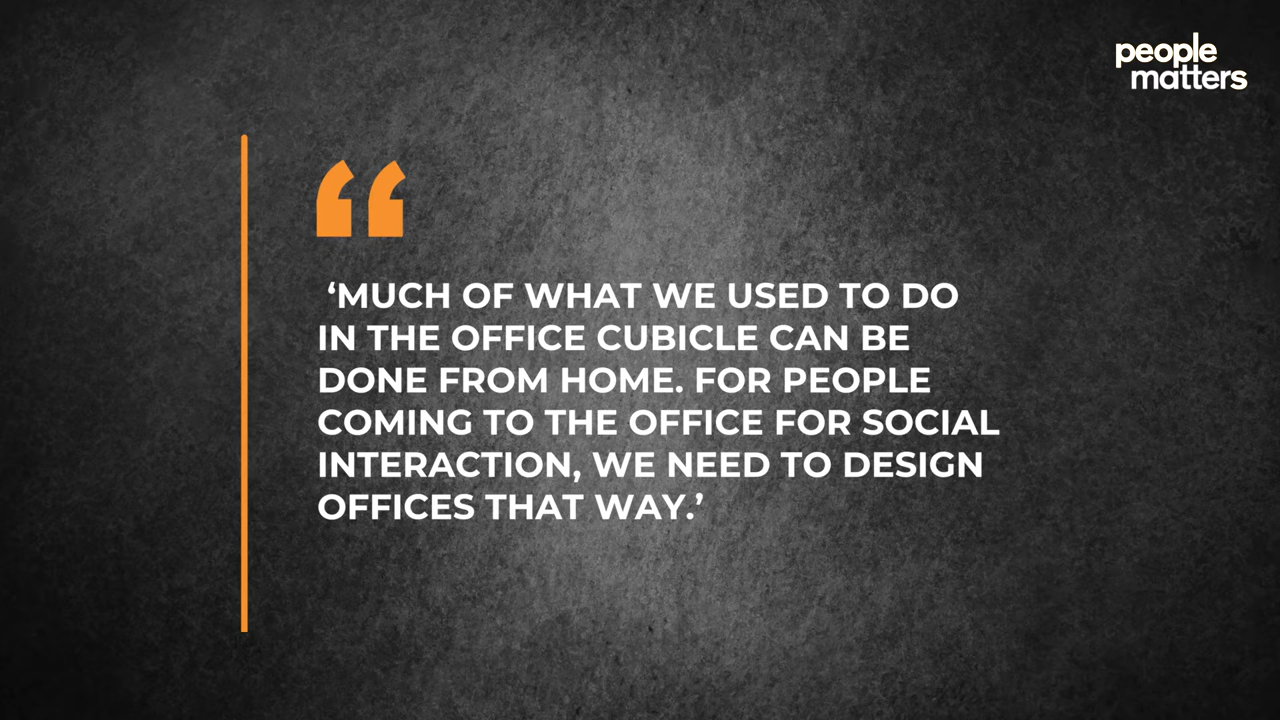 people
matters
“
‘MUCH OF WHAT WE USED TO DO
IN THE OFFICE CUBICLE CAN BE
DONE FROM HOME. FOR PEOPLE
COMING TO THE OFFICE FOR SOCIAL
INTERACTION, WE NEED TO DESIGN
OFFICES THAT WAY.’